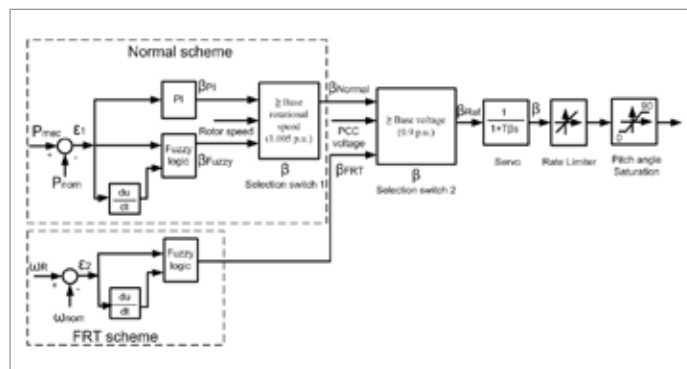 Normal scheme
βPI
PI
Pmec
+
-
ε1
Pnom
Fuzzy
logic
Rotor speed
βFuzzy
du
dt
≥ Base
rotational
speed
(1.005 p.u.)
β
Selection switch 1
βNormal
PCC
voltage
βFRT
≥ Base voltage
(0.9 p.u.)
β
Selection switch 2
βRef
1
1+Tβs
Servo
β
Rate Limiter
90
0
Pitch angle
Saturation
ωR
+
-
ε2
ωnom
Fuzzy
logic
du
dt
FRT scheme